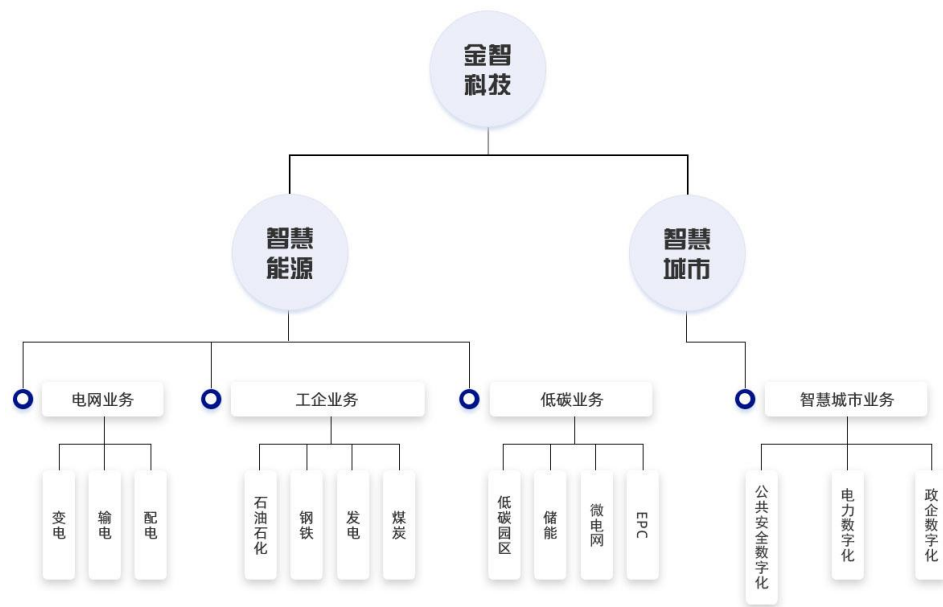 金智
科技
智慧
能源
智慧
城市
电网业务
工企业务
低碳业务
智慧城市业务
变电
输电
配电
石油石化
钢铁
发电
煤炭
低碳园区
储能
微电网
EPC
公共安全数字化
电力数字化
政企数字化